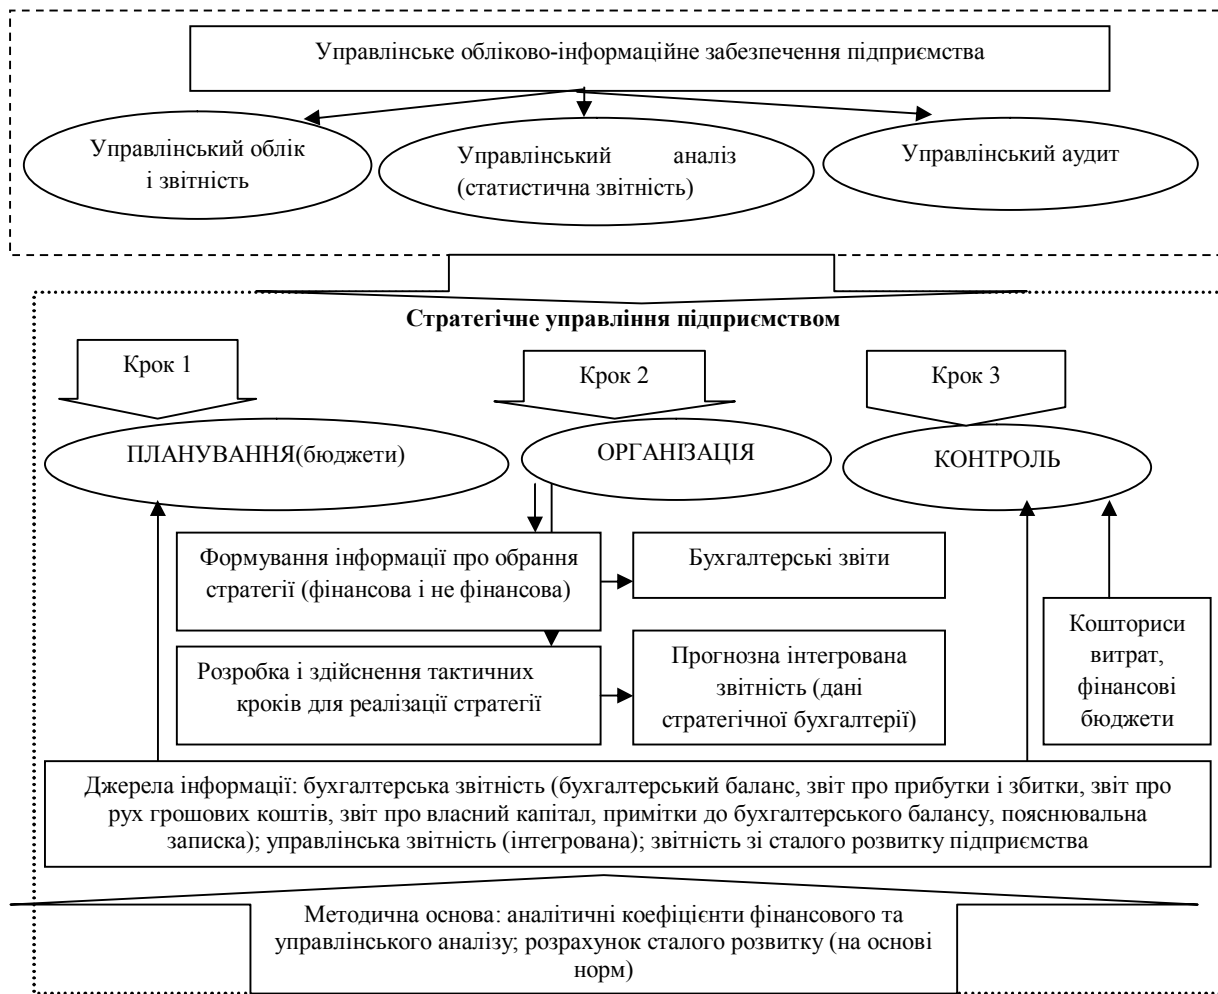 Управлінське обліково-інформаційне забезпечення підприємства
Управлінський облік
і звітність
Управлінський аналіз
(статистична звітність)
Управлінський аудит
Стратегічне управління підприємством
Крок 1
Крок 2
Крок 3
ПЛАНУВАННЯ(бюджети)
ОРГАНІЗАЦІЯ
КОНТРОЛЬ
Формування інформації про обрання
стратегії (фінансова і не фінансова)
Бухгалтерські звіти
Розробка і здійснення тактичних
кроків для реалізації стратегії
Прогнозна інтегрована
звітність (дані
стратегічної бухгалтерії)
Кошториси
витрат,
фінансові
бюджети
Джерела інформації: бухгалтерська звітність (бухгалтерський баланс, звіт про прибутки і збитки, звіт про
рух грошових коштів, звіт про власний капітал, примітки до бухгалтерського балансу, пояснювальна
записка); управлінська звітність (інтегрована); звітність зі сталого розвитку підприємства
Методична основа: аналітичні коефіцієнти фінансового та
управлінського аналізу; розрахунок сталого розвитку (на основі
норм)